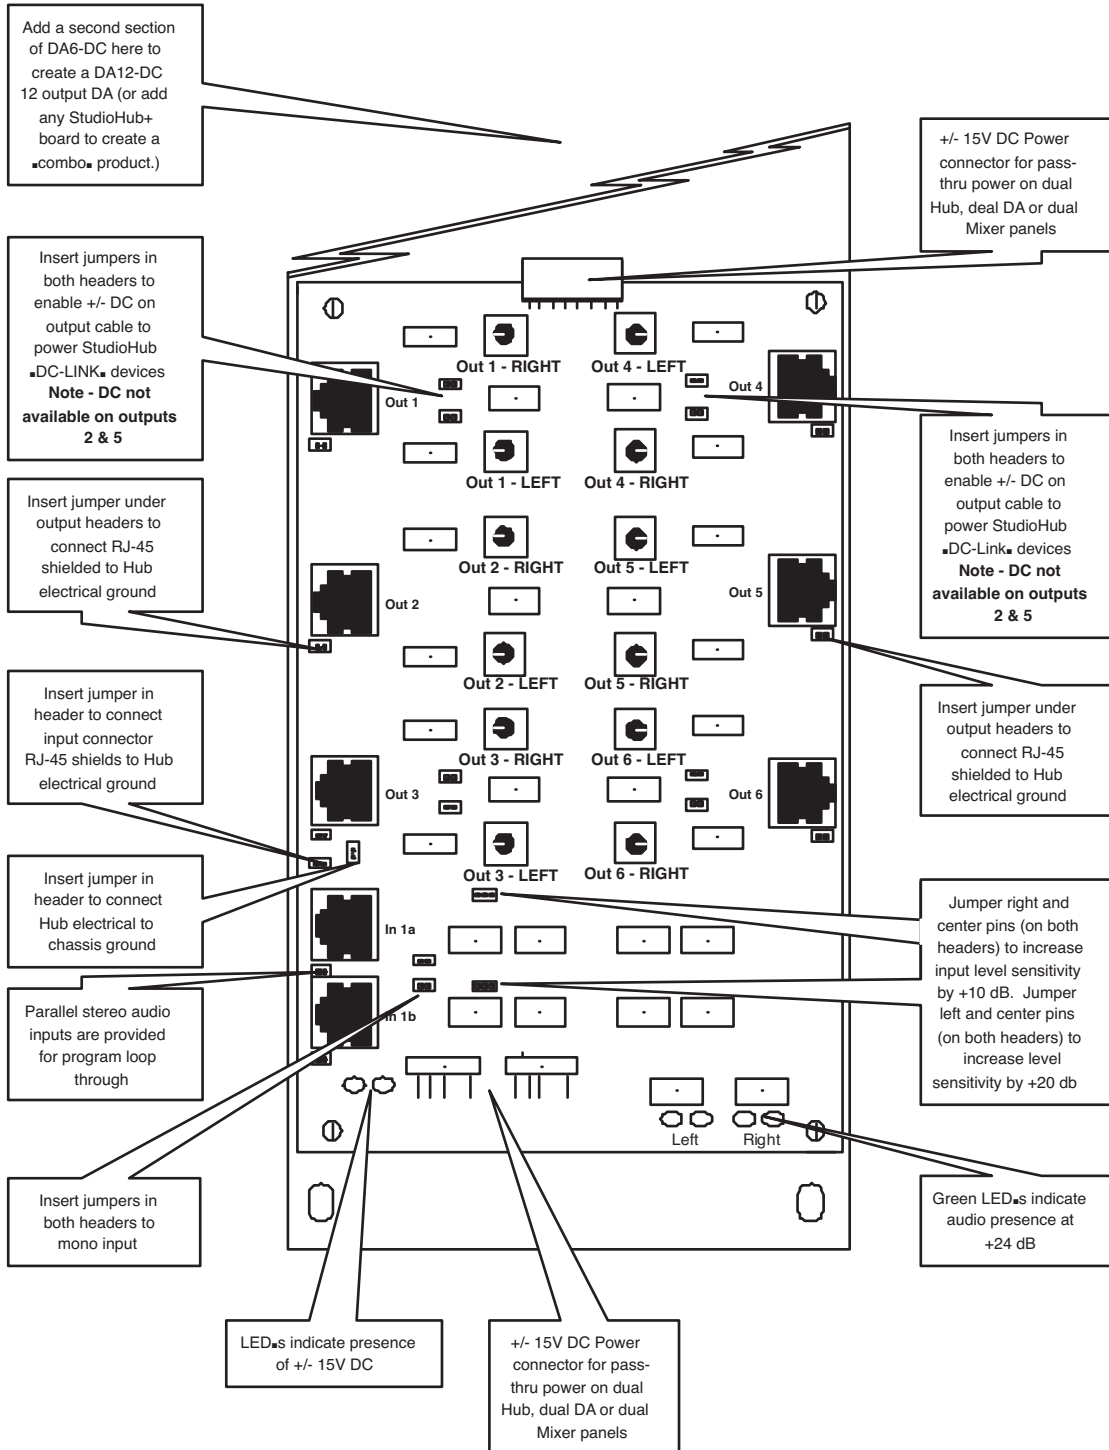 Add a second section
of DA6-DC here to
create a DA12-DC
12 output DA (or add
any StudioHub+
board to create a
▪combo▪ product.)
+/- 15V DC Power
connector for pass-
thru power on dual
Hub, deal DA or dual
Mixer panels
Insert jumpers in
both headers to
enable +/- DC on
output cable to
power StudioHub
▪DC-LINK▪ devices
Note - DC not
available on outputs
2 & 5
Out 1 - RIGHT
Out 4 - LEFT
Out 1
Out 4
Out 1 - LEFT
Out 4 - RIGHT
Insert jumpers in
both headers to
enable +/- DC on
output cable to
power StudioHub
▪DC-Link▪ devices
Note - DC not
available on outputs
2 & 5
Insert jumper under
output headers to
connect RJ-45
shielded to Hub
electrical ground
Out 2 - RIGHT
Out 5 - LEFT
Out 2
Out 5
Out 2 - LEFT
Out 5 - RIGHT
Insert jumper in
header to connect
input connector
RJ-45 shields to Hub
electrical ground
Insert jumper under
output headers to
connect RJ-45
shielded to Hub
electrical ground
Out 3 - RIGHT
Out 6 - LEFT
Out 3
Out 6
Out 3 - LEFT
Out 6 - RIGHT
Insert jumper in
header to connect
Hub electrical to
chassis ground
In 1a
Jumper right and
center pins (on both
headers) to increase
input level sensitivity
by +10 dB. Jumper
left and center pins
(on both headers) to
increase level
sensitivity by +20 db
Parallel stereo audio
inputs are provided
for program loop
through
In 1b
Left
Right
Insert jumpers in
both headers to
mono input
Green LED▪s indicate
audio presence at
+24 dB
LED▪s indicate presence
of +/- 15V DC
+/- 15V DC Power
connector for pass-
thru power on dual
Hub, dual DA or dual
Mixer panels